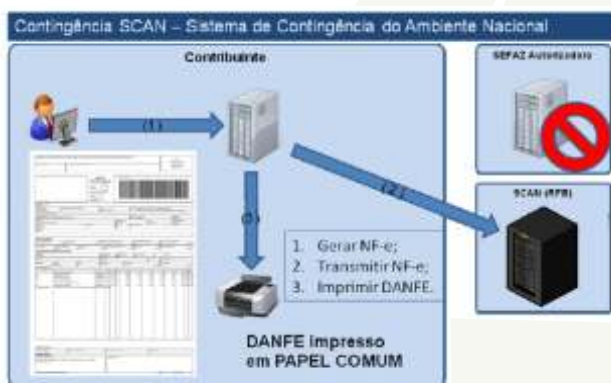 Contingência SCAN – Sistema de Contingência do Ambiente Nacional
Contribuinte
SEFAZ Autorizadora
(1)
(2)
SCAN (RFB)
(3)
1. Gerar NF-e;
2. Transmitir NF-e;
3. Imprimir DANFE.
DANFE impresso
em PAPEL COMUM